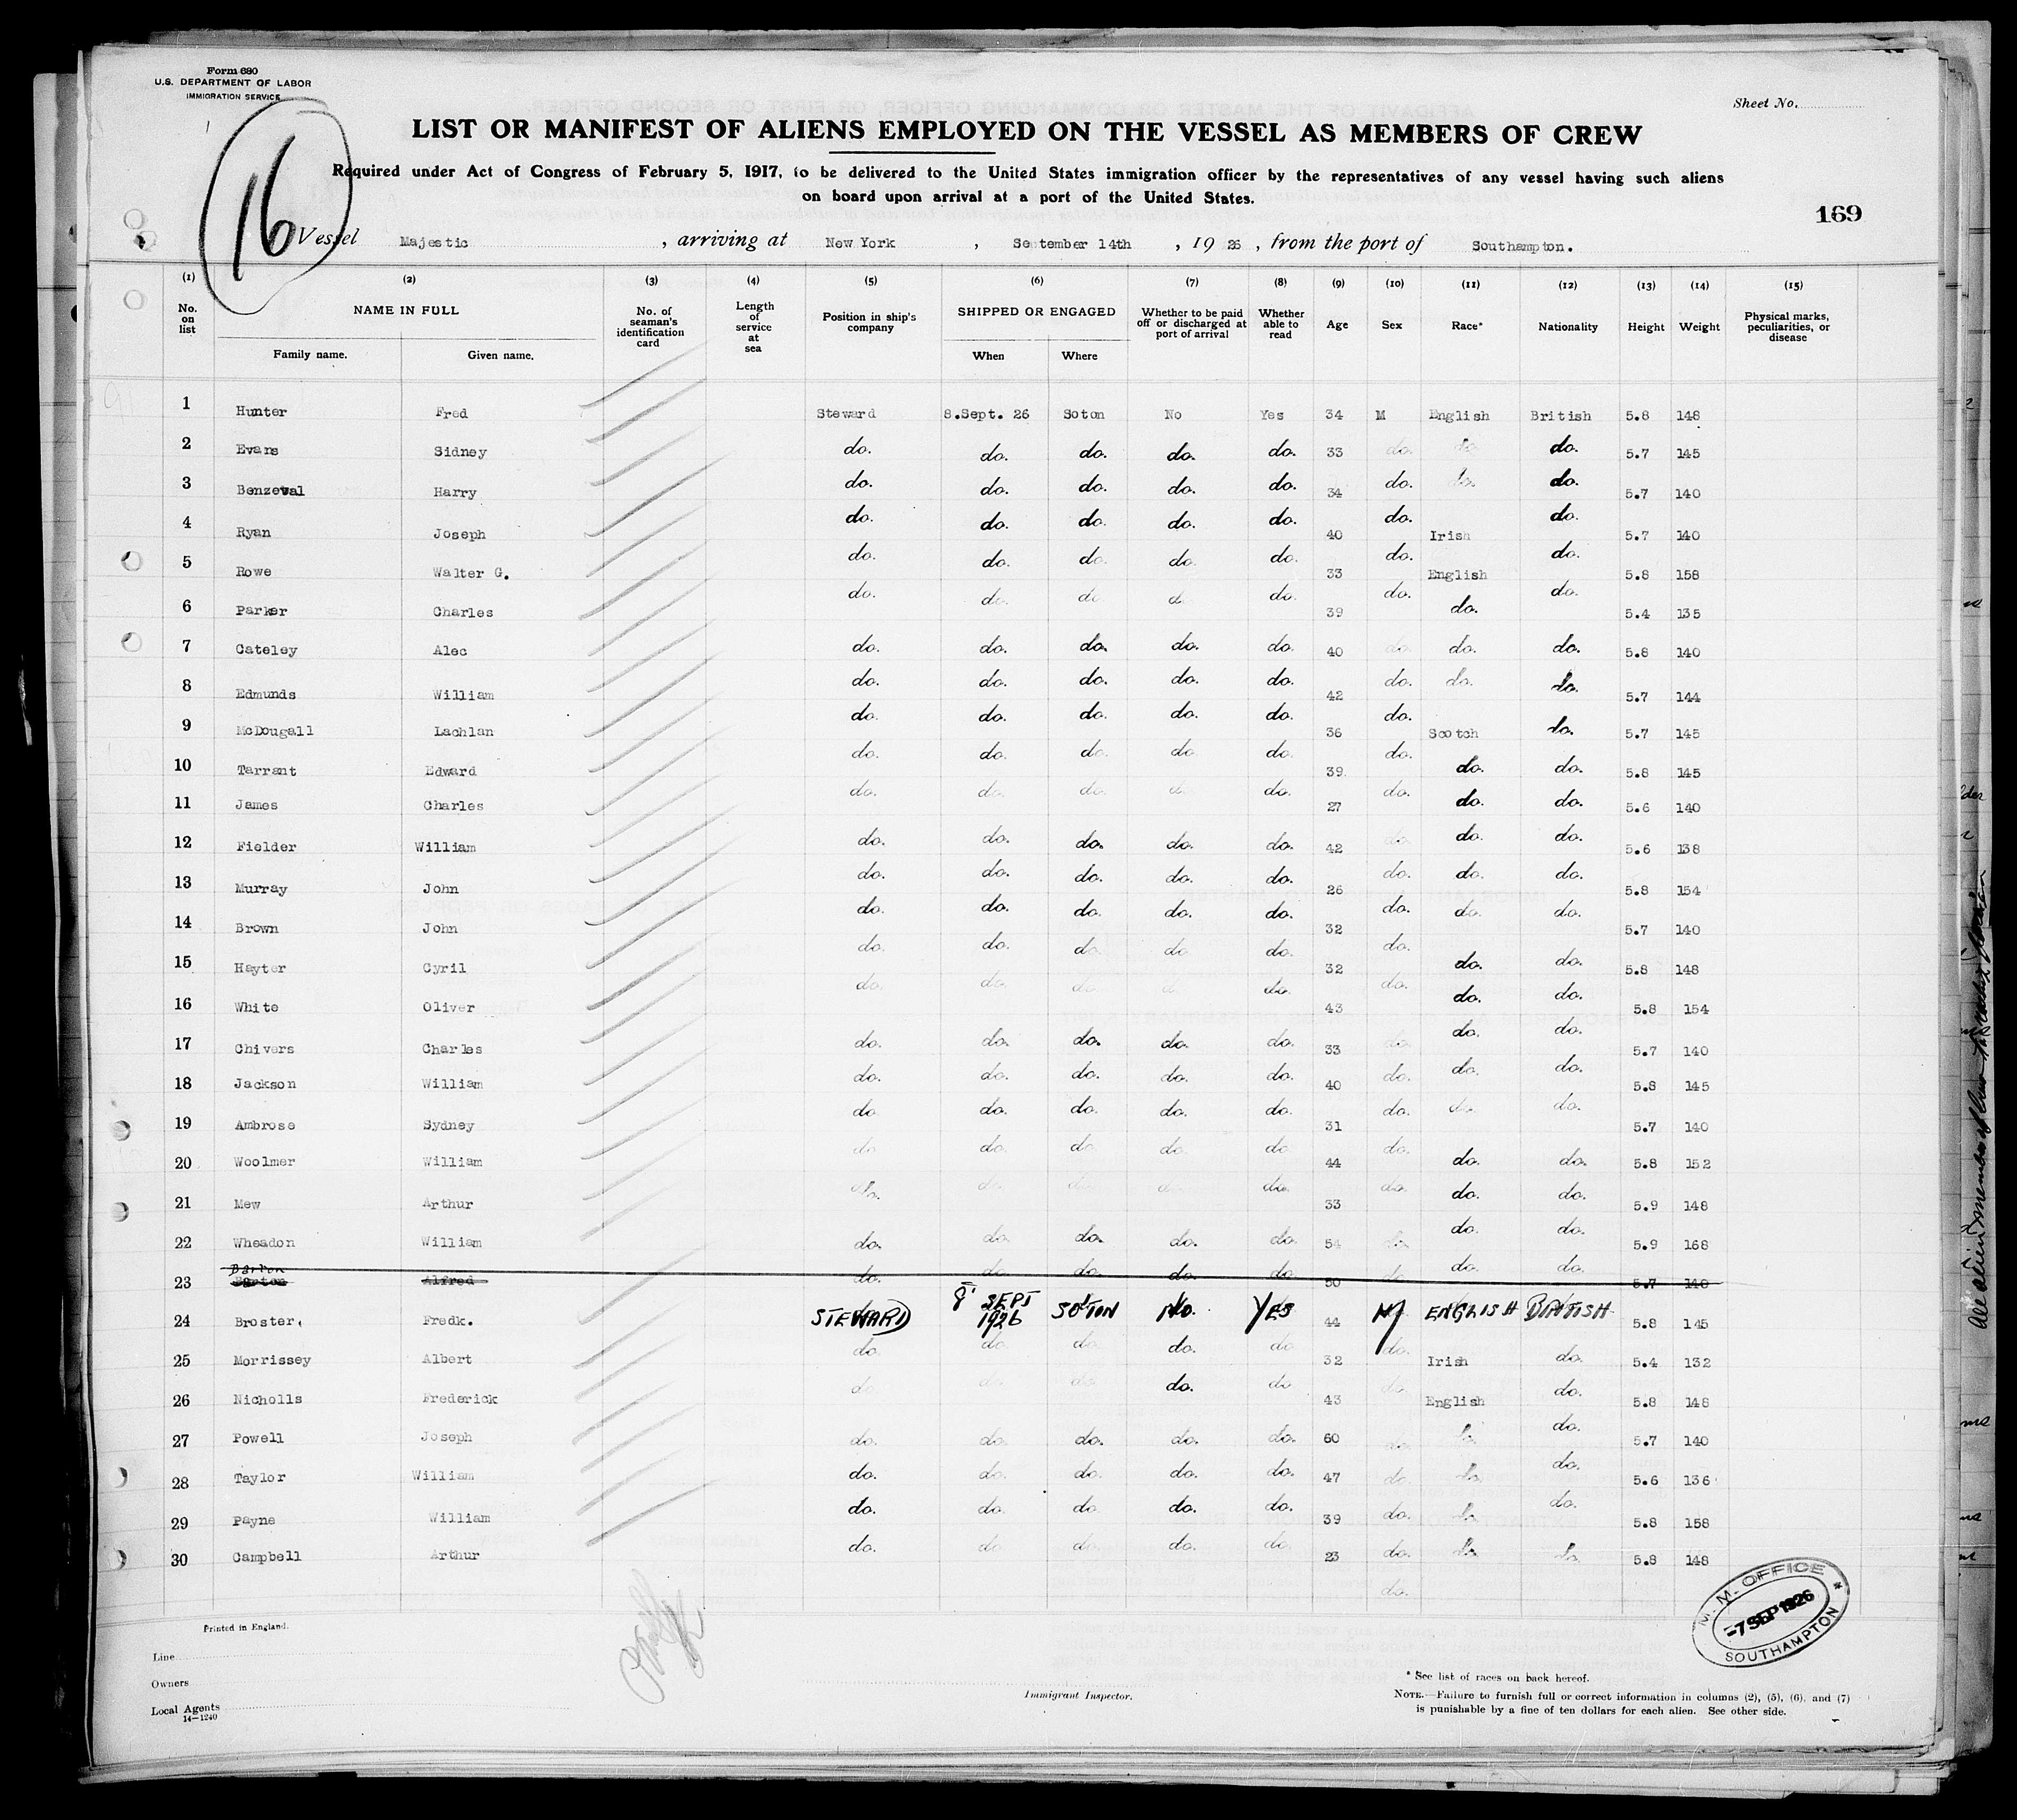 Form 680
U.S. DEPARTMENT OF LABOR
IMMIGRATION SERVICE
Sheet No.
LIST OR MANIFEST OF ALIENS EMPLOYED ON THE VESSEL AS MEMBERS OF CREW
Required under Act of Congress of February 5, 1917, to be delivered to the United States immigration officer by the representatives of any vessel having such aliens
on board upon arrival at a port of the United States.
16
169
Vessel Majestic , arriving at New York , September 14th , 19 26 , from the port of Southampton.
(1) (2) (3) (4) (5) (6) (7) (8) (9) (10) (11) (12) (13) (14) (15)
No. on list
NAME IN FULL
Family name. Given name.
No. of seaman's identification card
Length of service at sea
Position in ship's company
SHIPPED OR ENGAGED
When Where
Whether to be paid off or discharged at port of arrival
Whether able to read
Age
Sex
Race*
Nationality
Height
Weight
Physical marks, peculiarities, or disease
1 Hunter Fred Steward 8.Sept. 26 Soton No Yes 34 M English British 5.8 148
2 Evans Sidney do. do. do. do. do. 33 do. do. do. 5.7 145
3 Benzeval Harry do. do. do. do. do. 34 do. do. do. 5.7 140
4 Ryan Joseph do. do. do. do. do. 40 do. Irish do. 5.7 140
5 Rowe Walter G. do. do. do. do. do. 33 do. English do. 5.8 158
6 Parker Charles do. do. do. do. do. 39 do. do. do. 5.4 135
7 Cateley Alec do. do. do. do. do. 40 do. do. do. 5.8 140
8 Edmunds William do. do. do. do. do. 42 do. do. do. 5.7 144
9 McDougall Lachlan do. do. do. do. do. 36 do. Scotch do. 5.7 145
10 Tarrant Edward do. do. do. do. do. 39. do. do. do. 5.8 145
11 James Charles do. do. do. do. do. 27 do. do. do. 5.6 140
12 Fielder William do. do. do. do. do. 42 do. do. do. 5.6 138
13 Murray John do. do. do. do. do. 26 do. do. do. 5.8 154
14 Brown John do. do. do. do. do. 32 do. do. do. 5.7 140
15 Hayter Cyril do. do. do. do. do. 32 do. do. do. 5.8 148
16 White Oliver do. do. do. do. do. 43 do. do. do. 5.8 154
17 Chivers Charles do. do. do. do. do. 33 do. do. do. 5.7 140
18 Jackson William do. do. do. do. do. 40 do. do. do. 5.8 145
19 Ambrose Sydney do. do. do. do. do. 31 do. do. do. 5.7 140
20 Woolmer William do. do. do. do. do. 44 do. do. do. 5.8 152
21 Mew Arthur do. do. do. do. do. 33 do. do. do. 5.9 148
22 Wheadon William do. do. do. do. do. 54 do. do. do. 5.9 168
Barton
23 Barton Alfred do. do. do. do. do. 50 do. do. do. 5.7 140
24 Broster. Fredk. STEWARD 8' SEPT 1926 SO'TON No. YES 44 M ENGLISH BRITISH 5.8 145
25 Morrissey Albert do. do. do. do. do. 32 do. Irish do. 5.4 132
26 Nicholls Frederick do. do. do. do. do. 43 do. English do. 5.8 148
27 Powell Joseph do. do. do. do. do. 60 do. do. do. 5.7 140
28 Taylor William do. do. do. do. do. 47 do. do. do. 5.6 136
29 Payne William do. do. do. do. do. 39 do. do. do. 5.8 158
30 Campbell Arthur do. do. do. do. do. 23 do. do. do. 5.8 148
do.
M. M. OFFICE
-7 SEP 1926
SOUTHAMPTON
Printed in England.
Line
Owners
Local Agents
14—1240
Immigrant Inspector.
* See list of races on back hereof.
NOTE.—Failure to furnish full or correct information in columns (2), (5), (6), and (7)
is punishable by a fine of ten dollars for each alien. See other side.